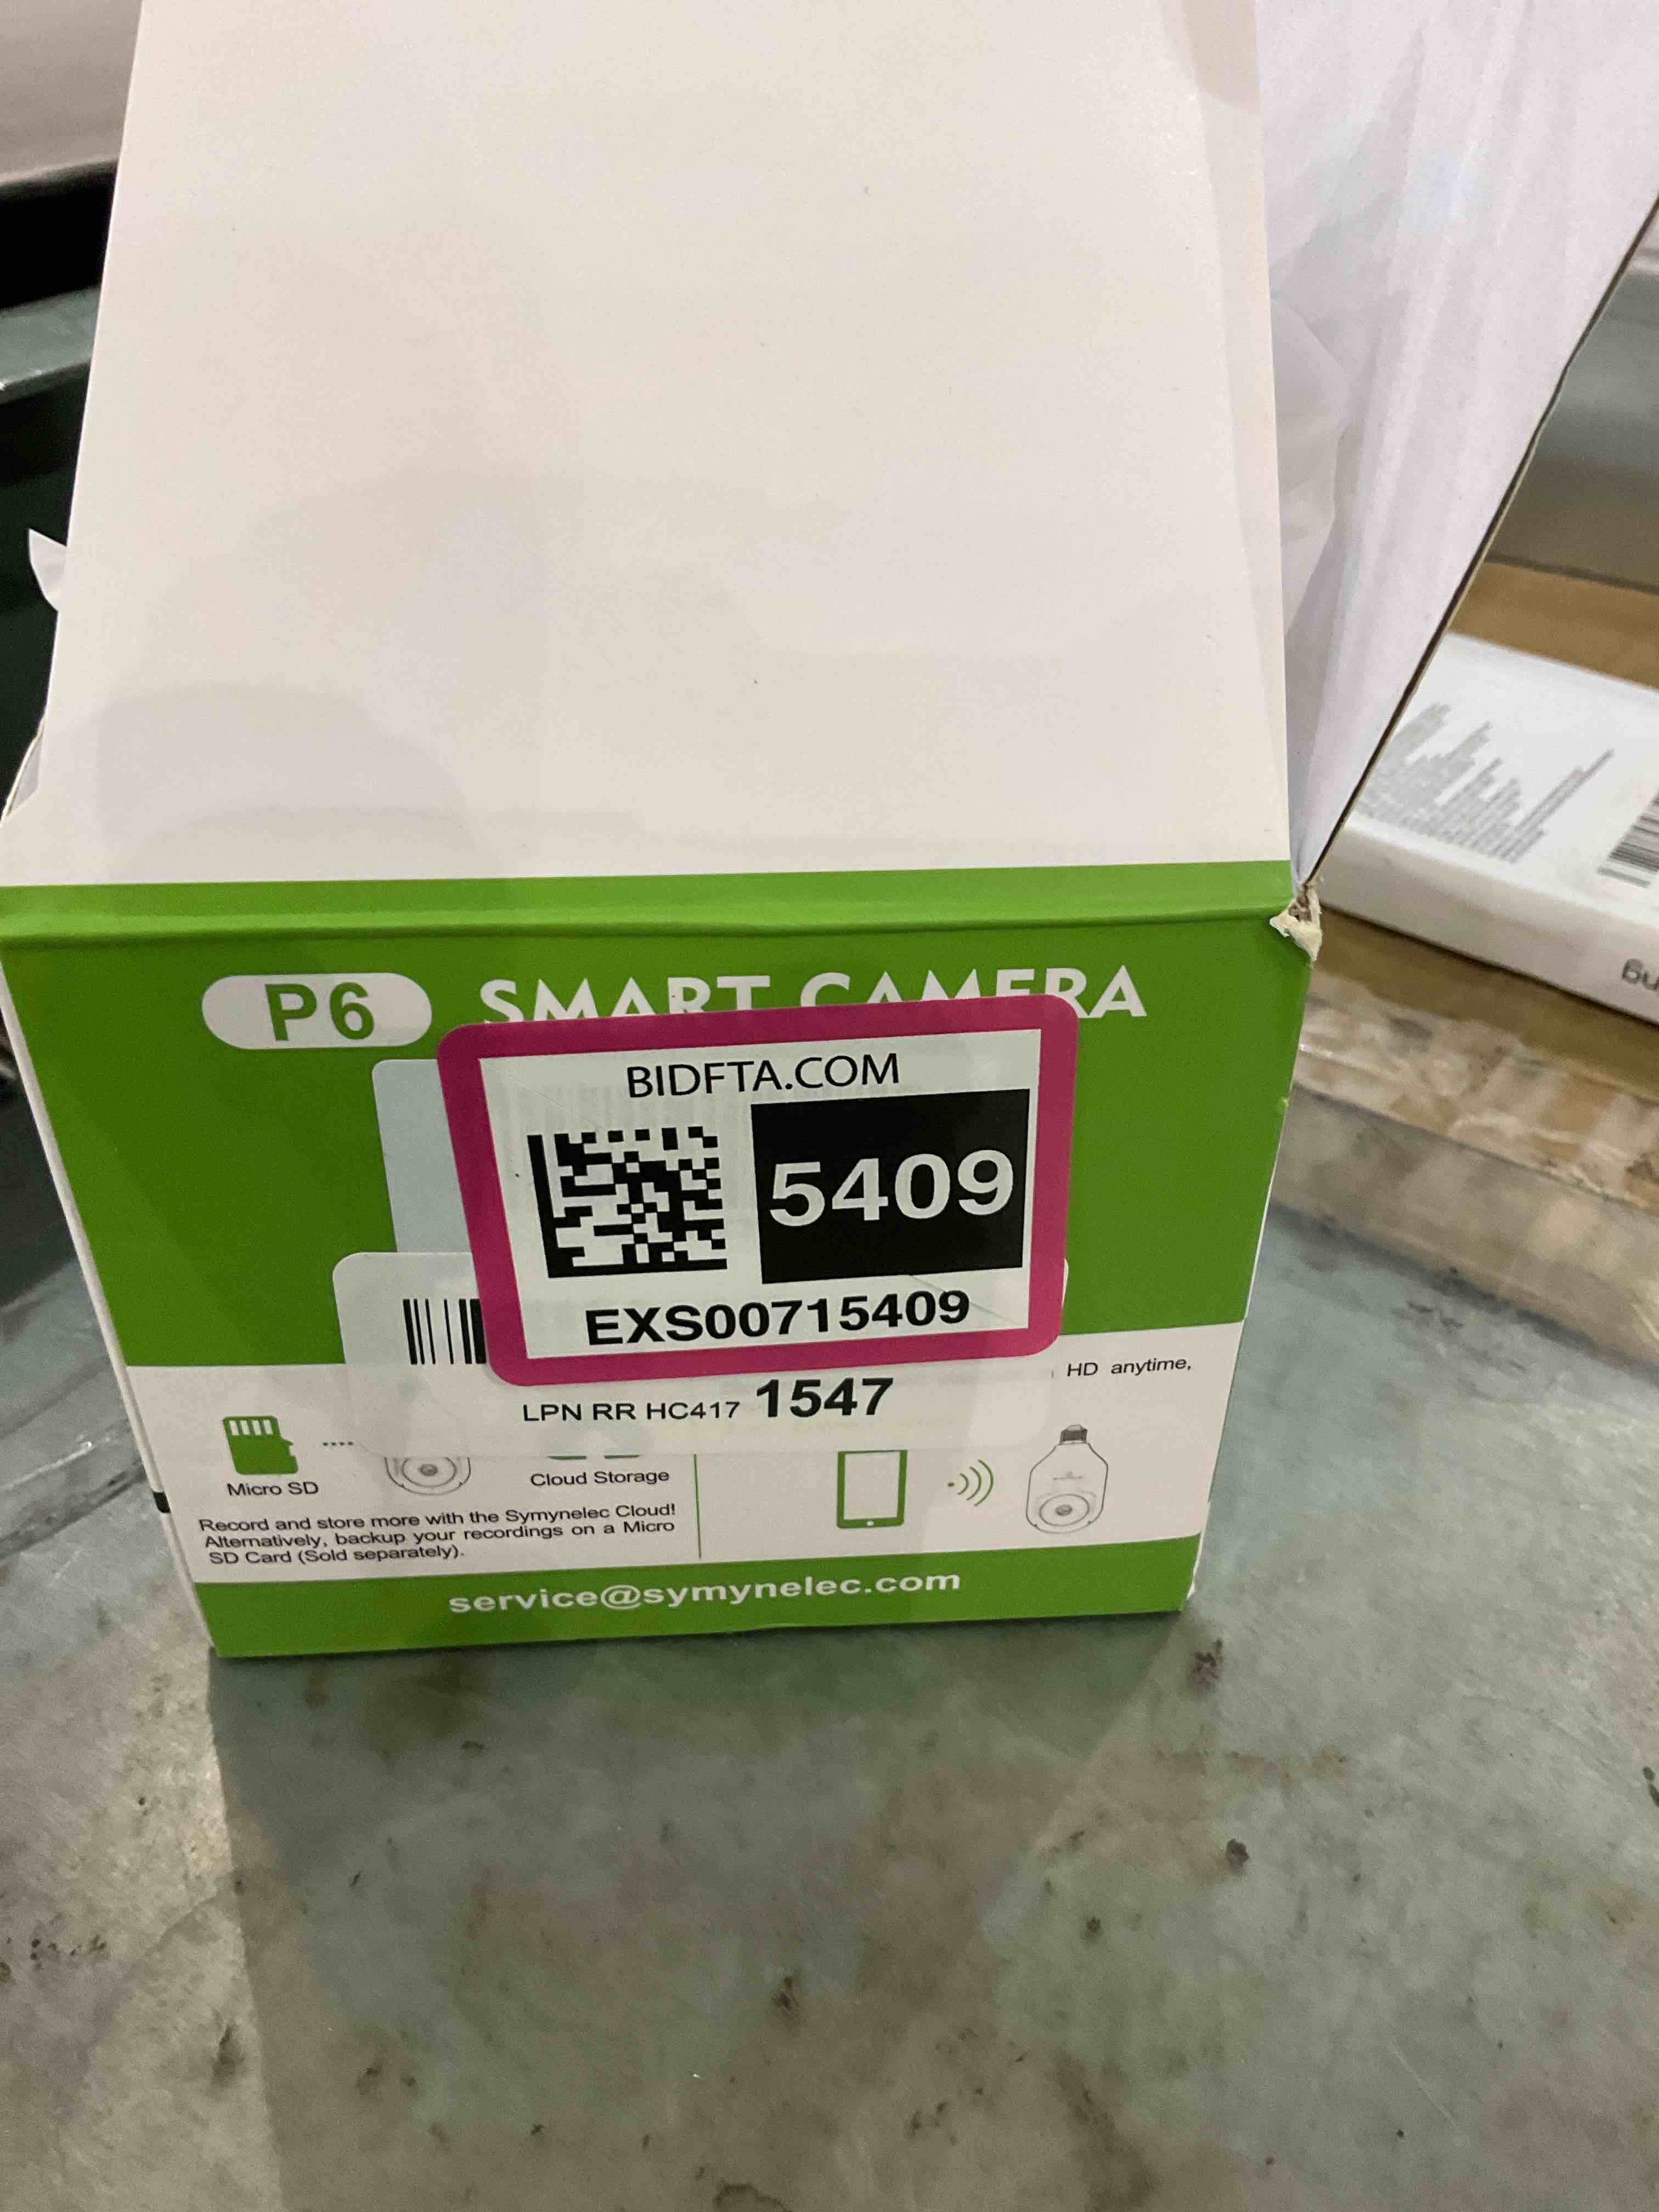 P6 SMART CAMERA
BIDFTA.COM
5409
EXS00715409
LPN RR HC417 1547
HD anytime,
Micro SD
Cloud Storage
Record and store more with the Symynelec Cloud!
Alternatively, backup your recordings on a Micro
SD Card (Sold separately).
service@symynelec.com